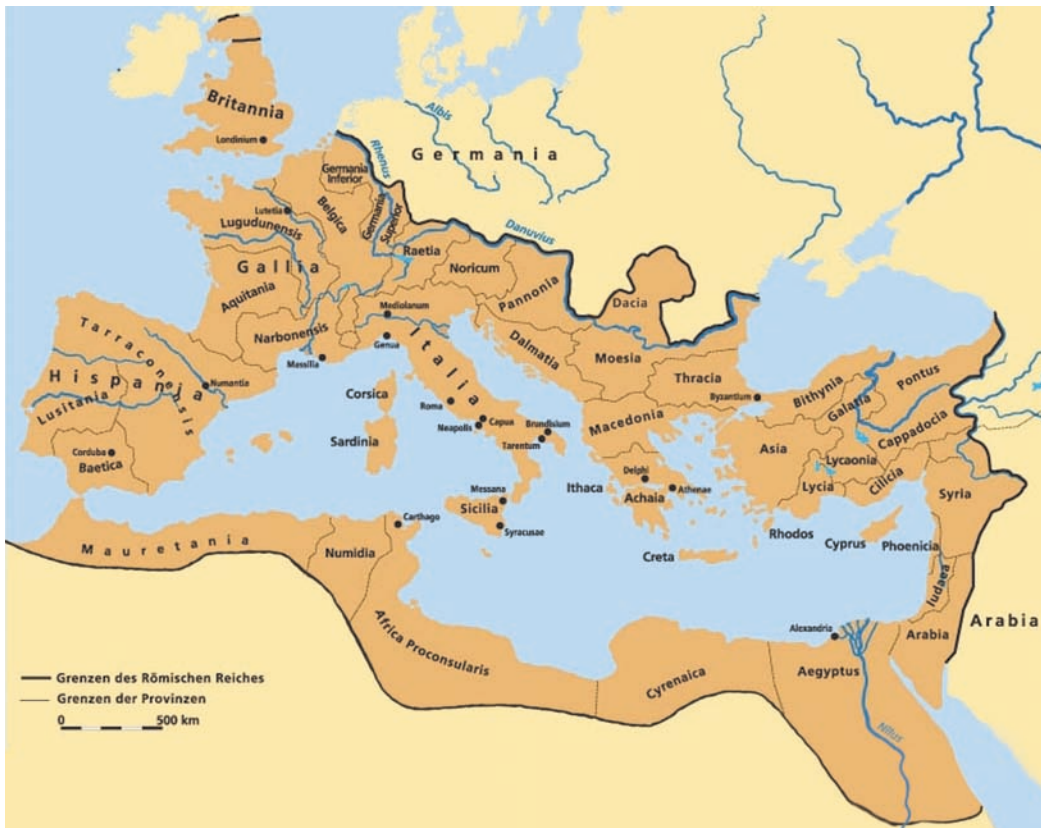 Britannia
Londinium
Albis
Rhenus
Germania
Germania
Inferior
Belgica
Germania
Superior
Lutetia
Lugudunensis
Danuvius
Raetia
Noricum
Gallia
Aquitania
Narbonensis
Mediolanum
Genua
Massilia
Pannonia
Dacia
Dalmatia
Moesia
Italia
Tarraconensis
Hispania
Numantia
Lusitania
Corduba
Baetica
Corsica
Sardinia
Roma
Neapolis
Capua
Brundisium
Tarentum
Thracia
Byzantium
Macedonia
Bithynia
Galatia
Pontus
Cappadocia
Asia
Lycaonia
Lycia
Cilicia
Delphi
Ithaca
Achaia
Athenae
Messana
Sicilia
Syracusae
Carthago
Syria
Rhodos
Cyprus
Phoenicia
Creta
Mauretania
Numidia
Africa Proconsularis
Cyrenaica
Alexandria
Iudaea
Arabia
Arabia
Aegyptus
Nilus
Grenzen des Römischen Reiches
Grenzen der Provinzen
0 500 km